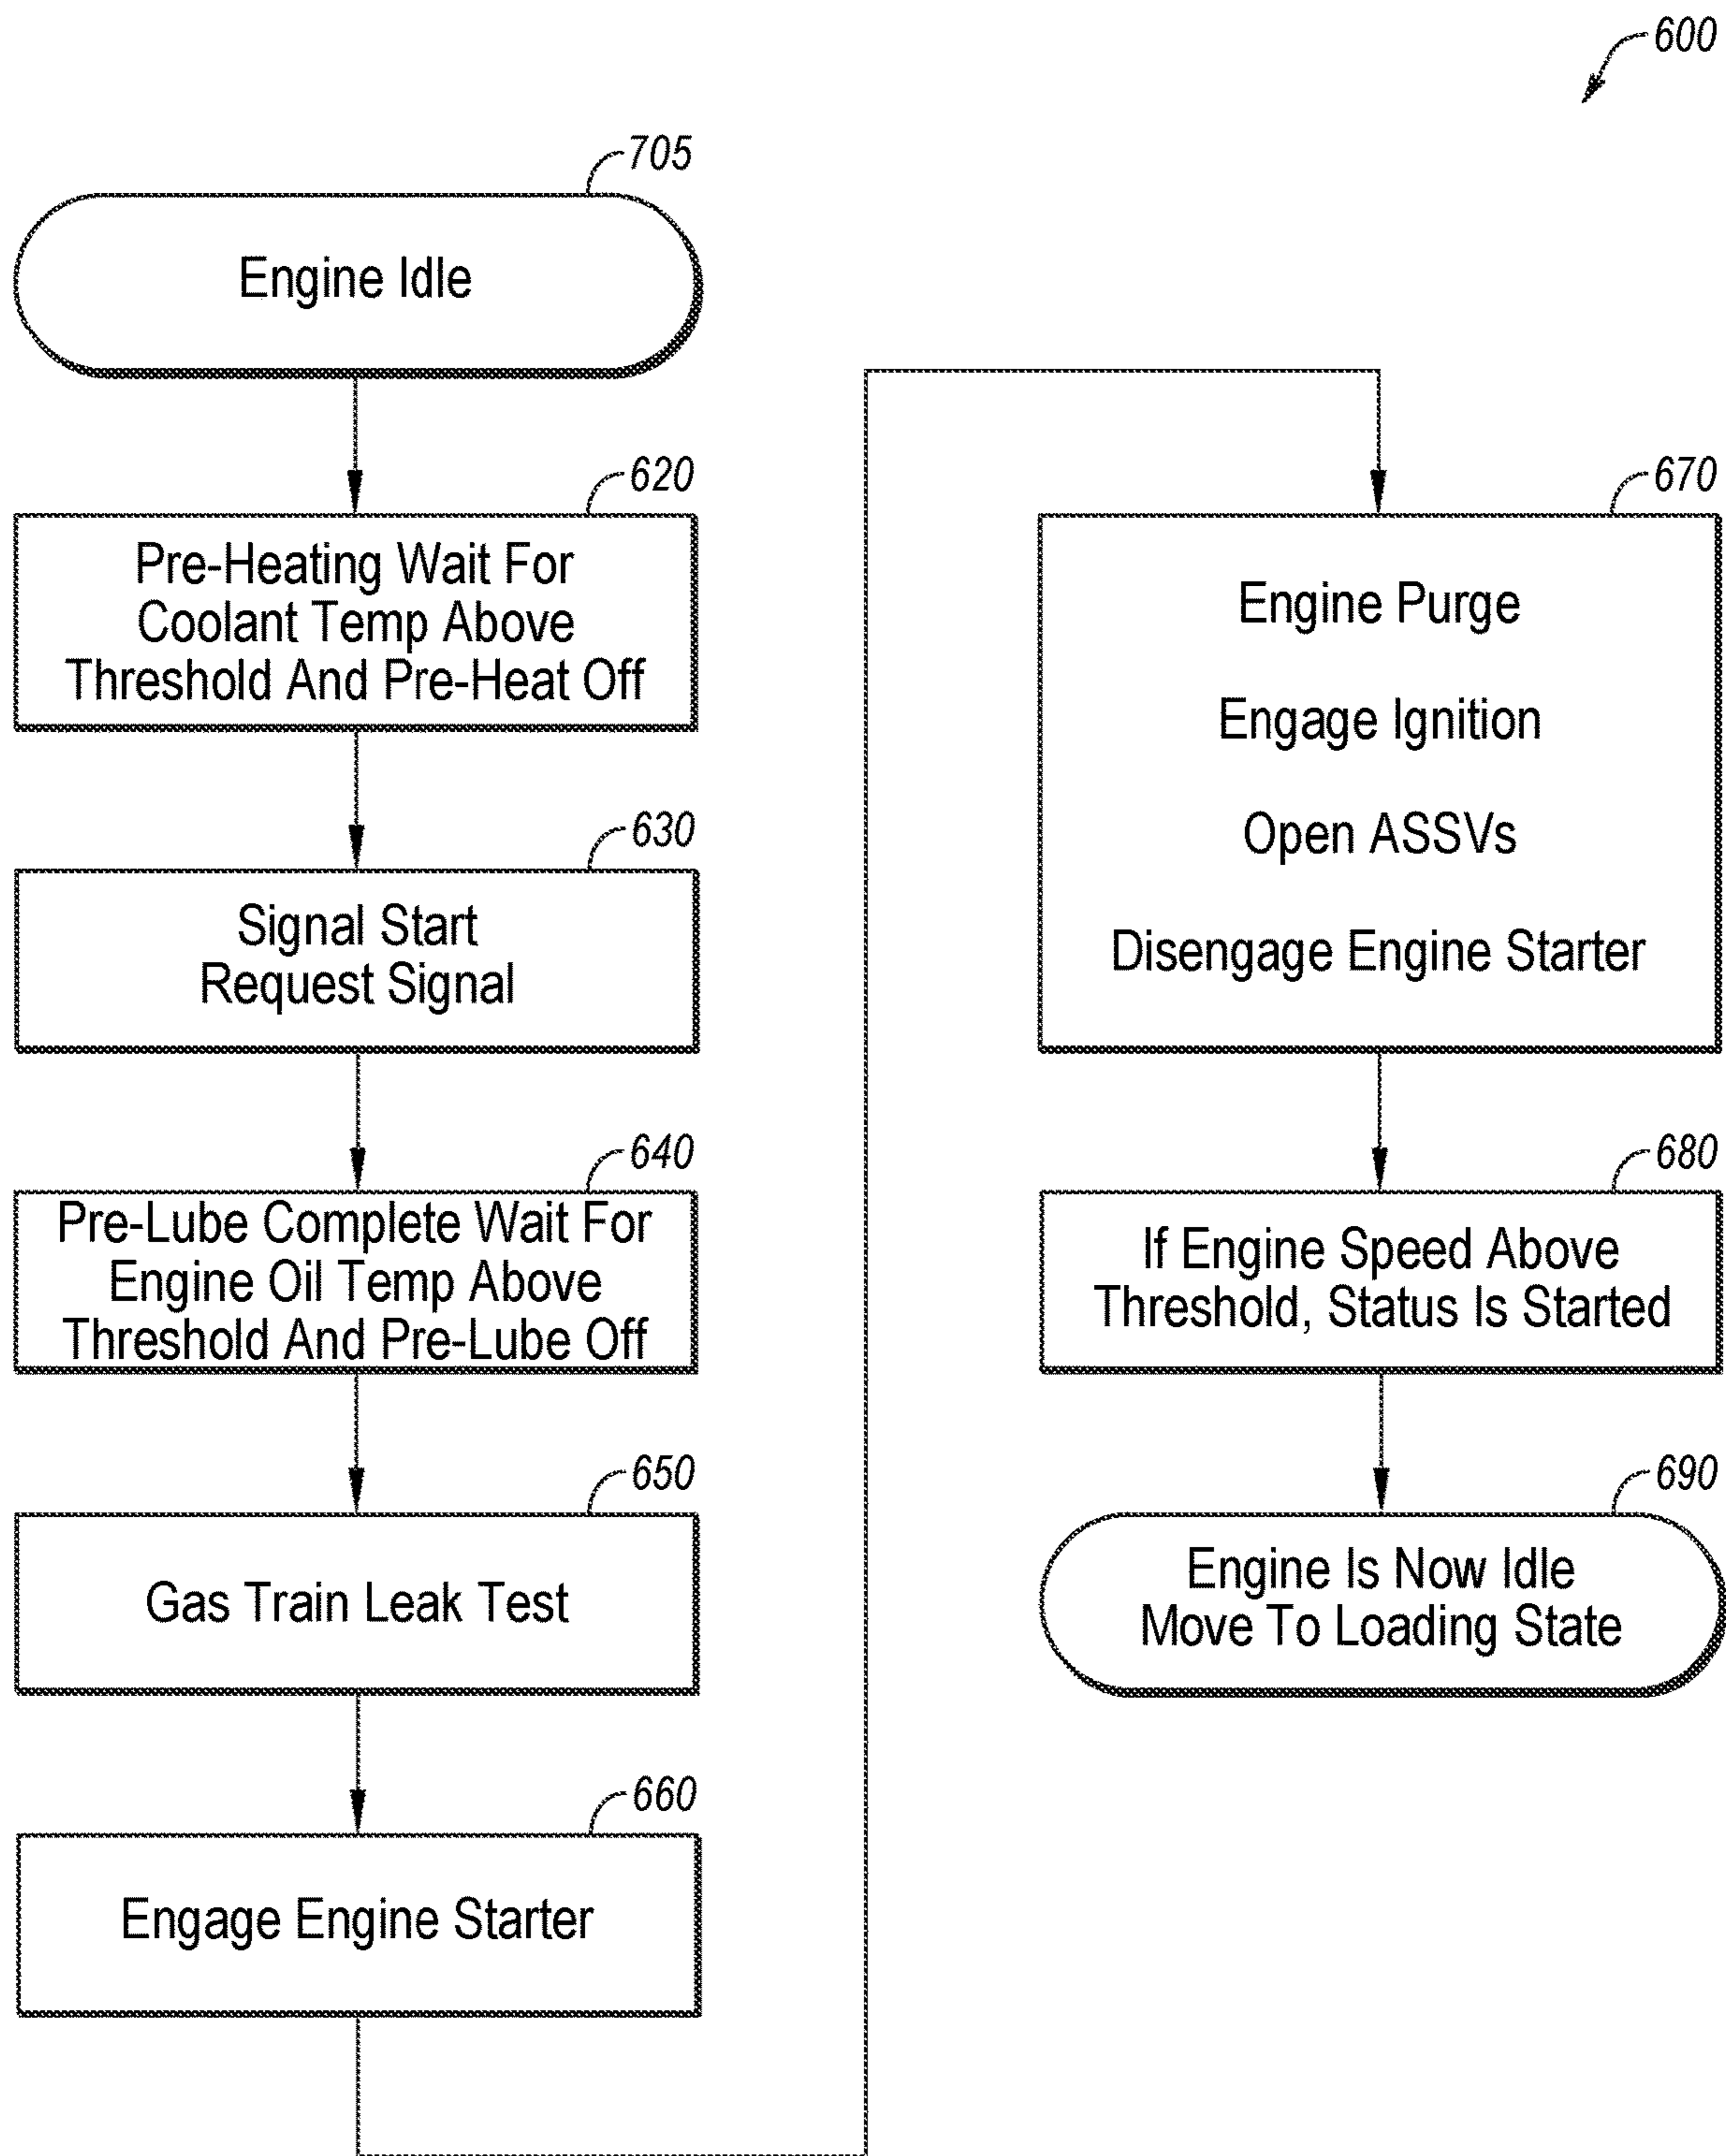 600
705
Engine Idle
620
Pre-Heating Wait For
Coolant Temp Above
Threshold And Pre-Heat Off
630
Signal Start
Request Signal
640
Pre-Lube Complete Wait For
Engine Oil Temp Above
Threshold And Pre-Lube Off
650
Gas Train Leak Test
660
Engage Engine Starter
670
Engine Purge
Engage Ignition
Open ASSVs
Disengage Engine Starter
680
If Engine Speed Above
Threshold, Status Is Started
690
Engine Is Now Idle
Move To Loading State